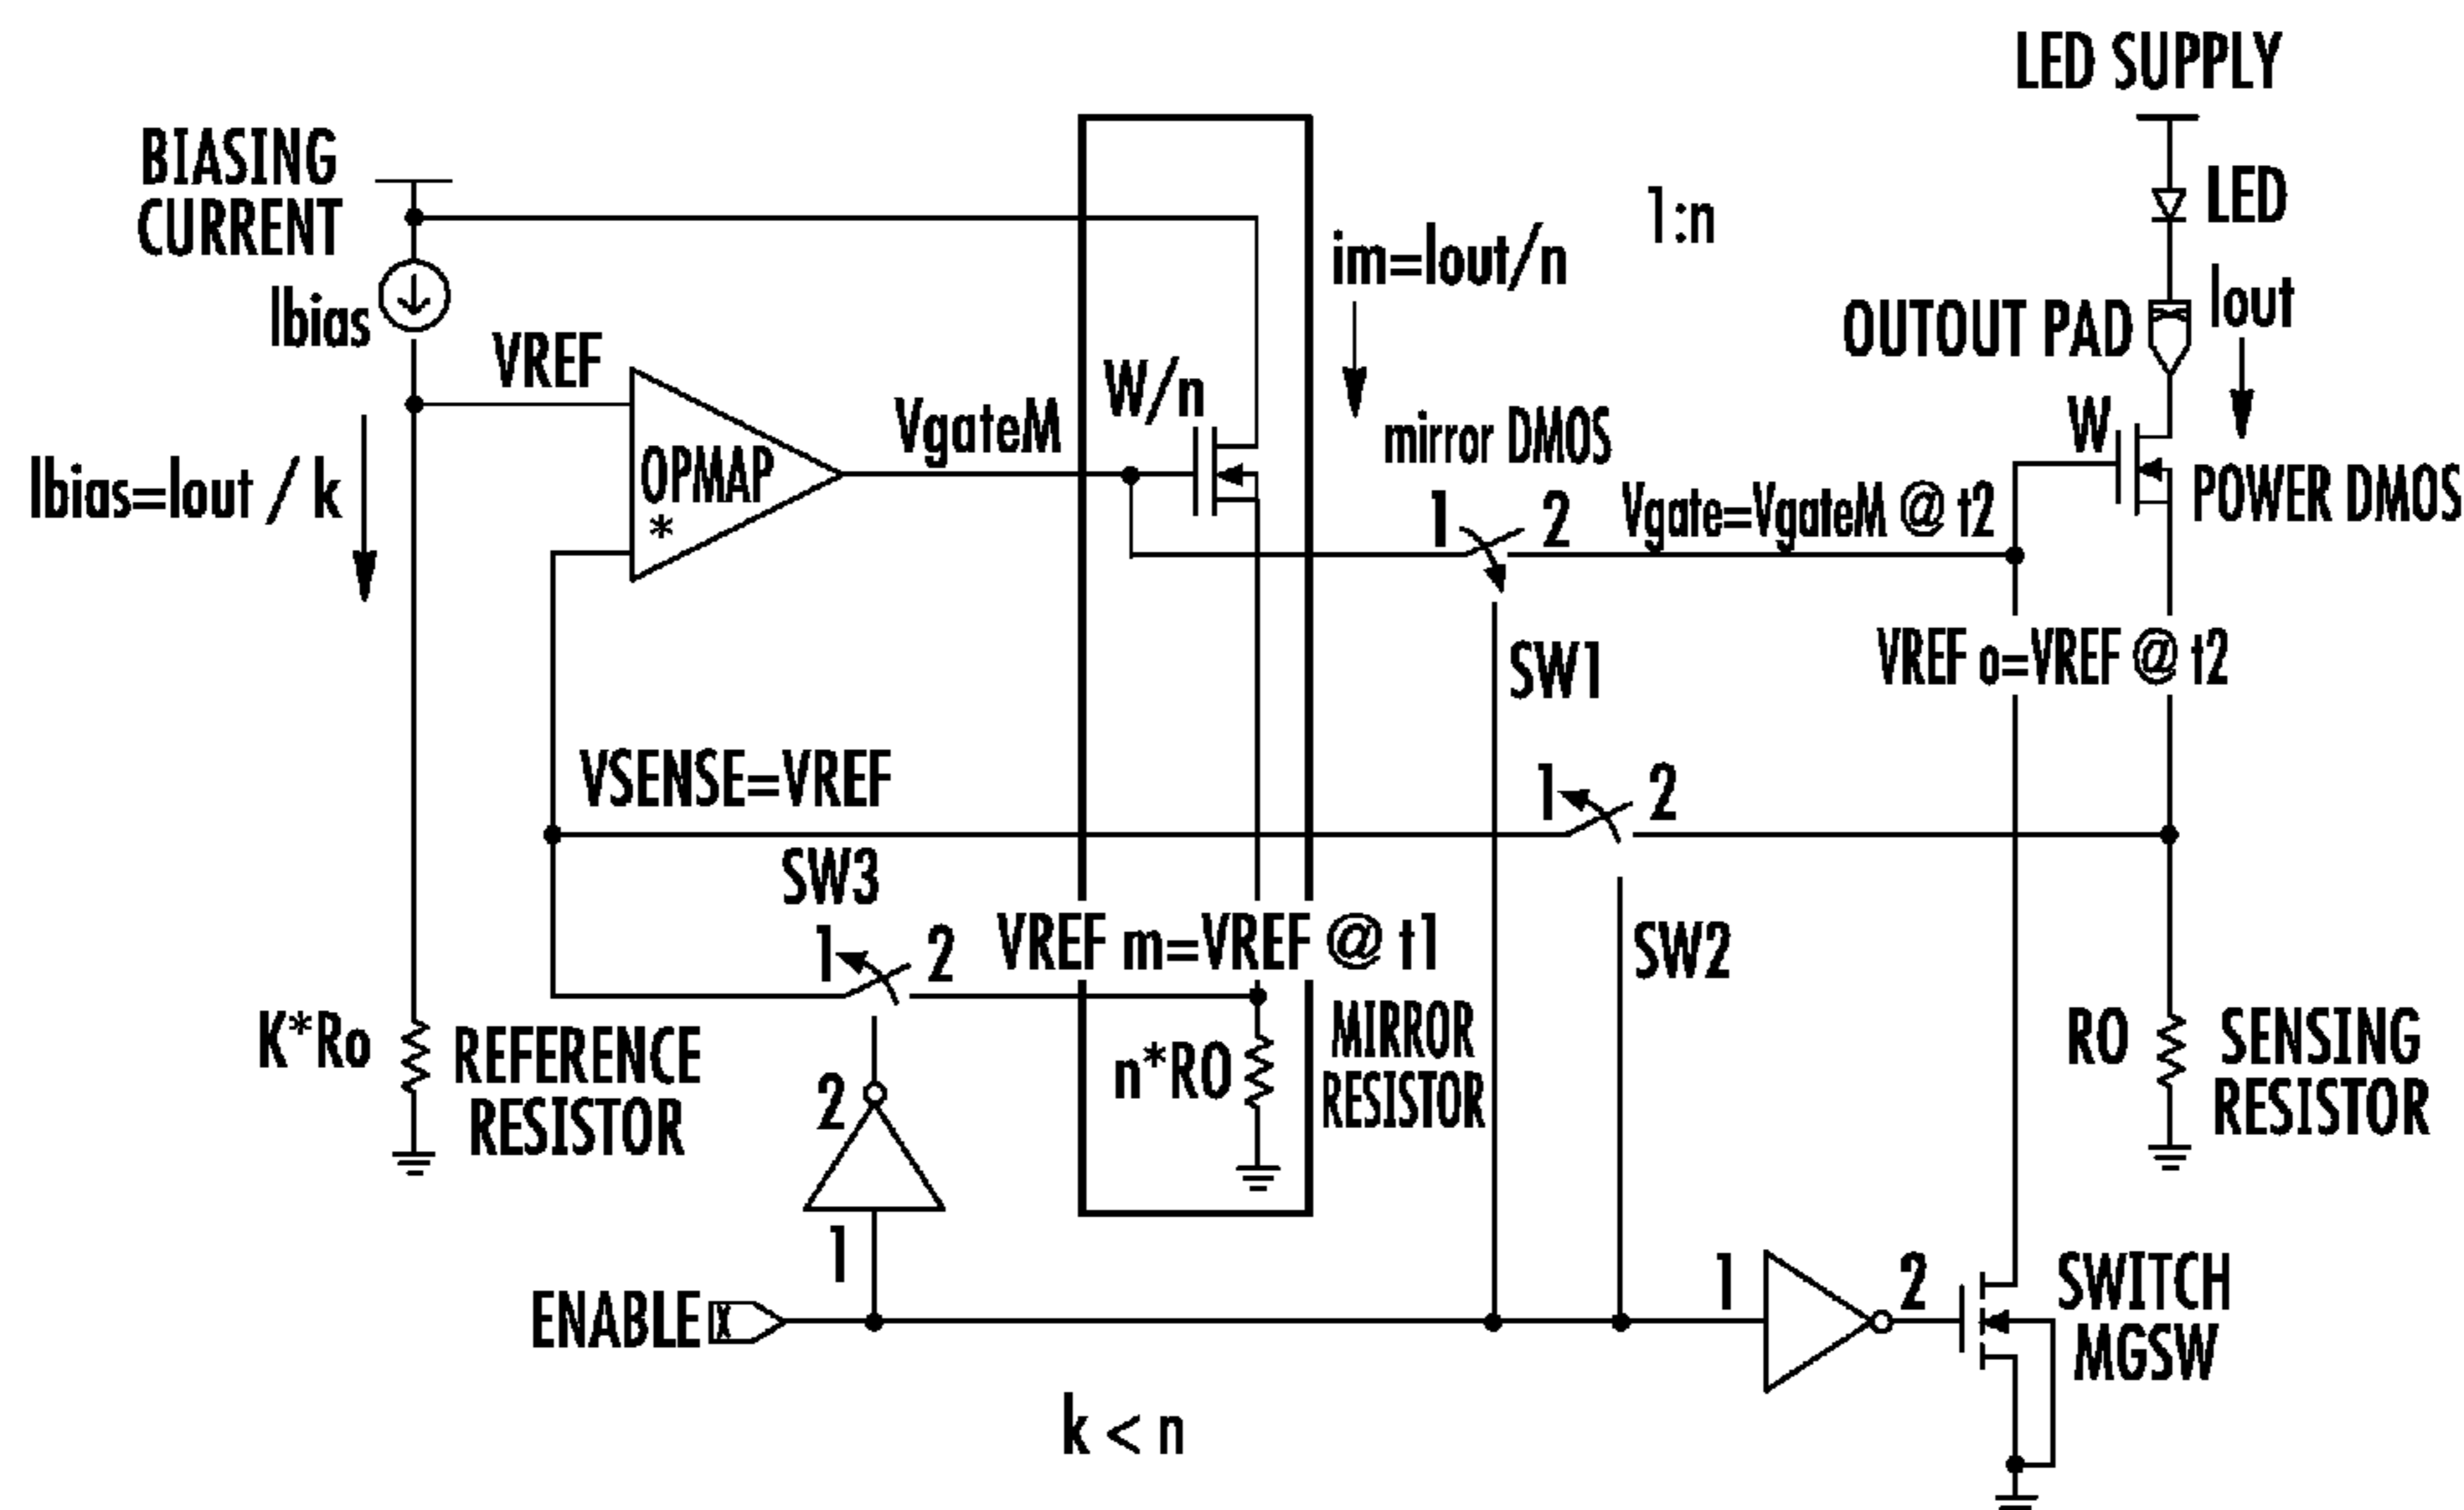 LED SUPPLY
BIASING
CURRENT
1:n
LED
im=Iout/n
Ibias
Iout
OUTOUT PAD
VREF
W/n
VgateM
W
mirror DMOS
OPMAP
*
Ibias=Iout / k
1
2
Vgate=VgateM @ t2
POWER DMOS
SW1
VREF o=VREF @ t2
VSENSE=VREF
1
2
SW3
1
2
VREF m=VREF @ t1
SW2
K*Ro
REFERENCE
RESISTOR
n*RO
MIRROR
RESISTOR
RO
SENSING
RESISTOR
2
1
ENABLE
X
1
2
SWITCH
MGSW
k < n